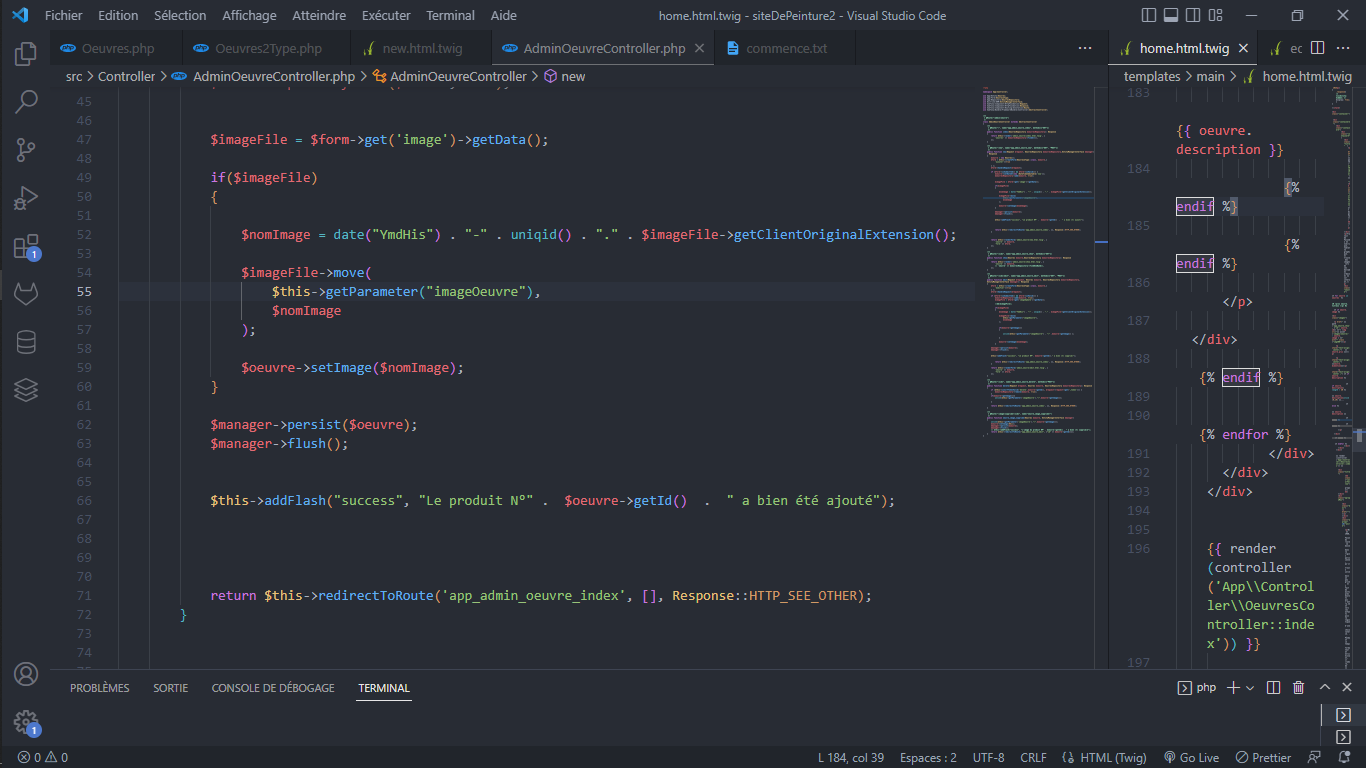 Fichier Edition Sélection Affichage Atteindre Exécuter Terminal Aide home.html.twig - siteDePeinture2 - Visual Studio Code
Oeuvres.php Oeuvres2Type.php new.html.twig AdminOeuvreController.php commence.txt
src > Controller > AdminOeuvreController.php > AdminOeuvreController > new
45
46
47 $imageFile = $form->get('image')->getData();
48
49 if($imageFile)
50 {
51
52 $nomImage = date("YmdHis") . "-" . uniqid() . "." . $imageFile->getClientOriginalExtension();
53
54 $imageFile->move(
55 $this->getParameter("imageOeuvre"),
56 $nomImage
57 );
58
59 $oeuvre->setImage($nomImage);
60 }
61
62 $manager->persist($oeuvre);
63 $manager->flush();
64
65
66 $this->addFlash("success", "Le produit N°" . $oeuvre->getId() . " a bien été ajouté");
67
68
69
70
71 return $this->redirectToRoute('app_admin_oeuvre_index', [], Response::HTTP_SEE_OTHER);
72 }
73
74
home.html.twig
templates > main > home.html.twig
183
{{ oeuvre.
description }}
184
{%
endif %}
185
{%
endif %}
186
</p>
187
</div>
188
{% endif %}
189
190
{% endfor %}
191 </div>
192 </div>
193 </div>
194
195
196
{{ render
(controller
('App\\Control
ler\\OeuvresCo
ntroller::inde
x')) }}
197
PROBLÈMES SORTIE CONSOLE DE DÉBOGAGE TERMINAL
php
1
1
0 0
L 184, col 39 Espaces : 2 UTF-8 CRLF HTML (Twig) Go Live Prettier